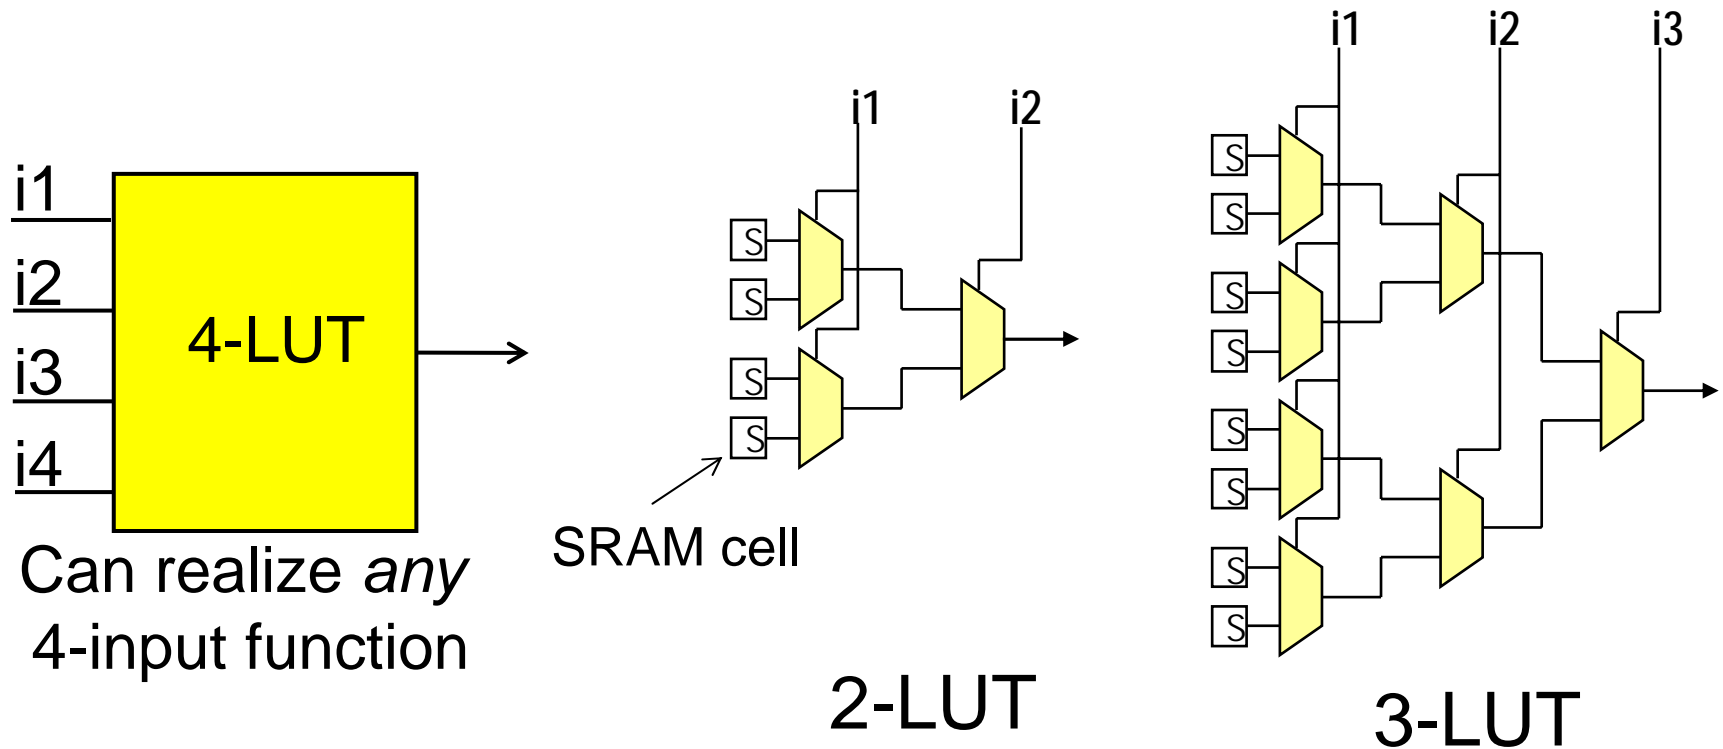 i1
i2
i3
i4
4-LUT
Can realize any
4-input function
i1
i2
S
S
S
S
SRAM cell
2-LUT
i1
i2
i3
S
S
S
S
S
S
S
S
3-LUT